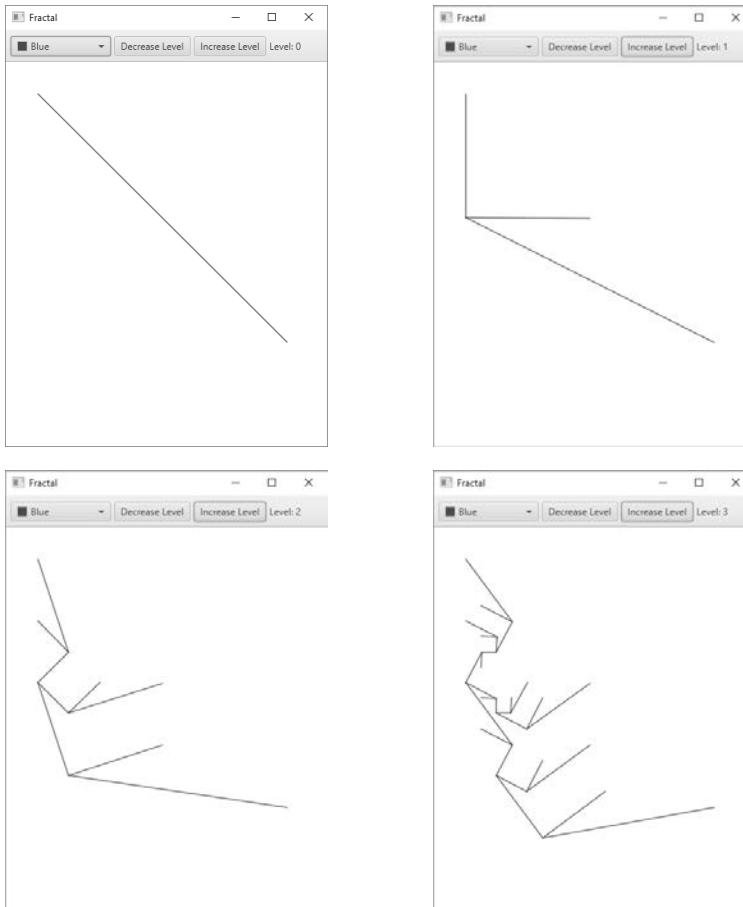 Fractal
Blue Decrease Level Increase Level Level: 0
Fractal
Blue Decrease Level Increase Level Level: 1
Fractal
Blue Decrease Level Increase Level Level: 2
Fractal
Blue Decrease Level Increase Level Level: 3